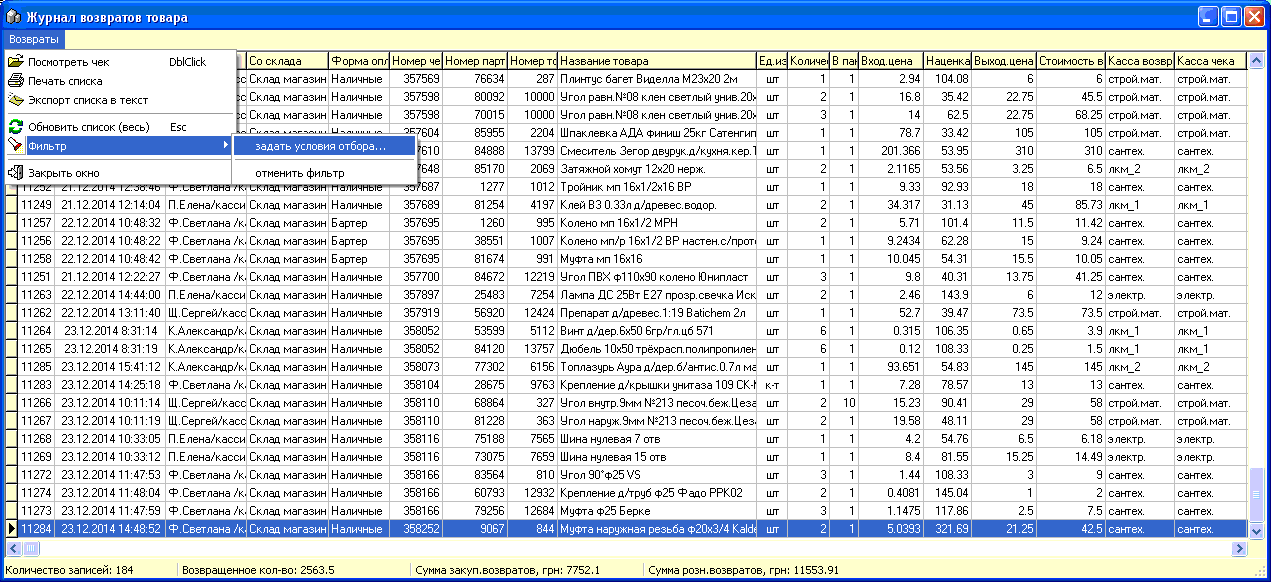 Журнал возвратов товара
Возвраты
Посмотреть чек DblClick
Печать списка
Экспорт списка в текст
Обновить список (весь) Esc
Фильтр
задать условия отбора...
Закрыть окно
отменить фильтр
Со склада Форма опл Номер че Номер парт Номер то Название товара Ед.из Количе В пак Вход.цена Наценка Выход.цена Стоимость в Касса возвр Касса чека
Склад магазин Наличные 357569 76634 287 Плинтус багет Виделла М23х20 2м шт 1 1 2.94 104.08 6 6 строй.мат. строй.мат.
Склад магазин Наличные 357598 80092 10000 Угол равн.№08 клен светлый унив.20х шт 2 1 16.8 35.42 22.75 45.5 строй.мат. строй.мат.
Склад магазин Наличные 357598 70015 10000 Угол равн.№08 клен светлый унив.20х шт 3 1 14 62.5 22.75 68.25 строй.мат. строй.мат.
Склад магазин Наличные 357604 85955 2204 Шпаклевка АДА финиш 25кг Сатенгип шт 1 1 78.7 33.42 105 105 строй.мат. строй.мат.
Склад магазин Наличные 357610 84888 13799 Смеситель Зегор двурук.д/кухня.кер.1 шт 1 1 201.366 53.95 310 310 сантех. сантех.
Склад магазин Наличные 357648 85170 2069 Затяжной хомут 12х20 нерж. шт 2 1 2.1165 53.56 3.25 6.5 лкм_2 лкм_2
11252 21.12.2014 12:38:46 Ф.Светлана /ка Склад магазин Наличные 357687 1277 1012 Тройник мп 16х1/2х16 ВР шт 1 1 9.33 92.93 18 18 сантех. сантех.
11249 21.12.2014 12:14:04 П.Елена/касси Склад магазин Наличные 357689 81254 4197 Клей В3 0.33л д/древес.водор. шт 2 1 34.317 31.13 45 85.73 лкм_1 лкм_1
11257 22.12.2014 10:48:32 Ф.Светлана /ка Склад магазин Бартер 357695 1260 995 Колено мп 16х1/2 МРН шт 2 1 5.71 101.4 11.5 11.42 сантех. сантех.
11256 22.12.2014 10:48:22 Ф.Светлана /ка Склад магазин Бартер 357695 38551 1007 Колено мп/р 16х1/2 ВР настен.с/прото шт 2 1 9.2434 62.28 15 9.24 сантех. сантех.
11258 22.12.2014 10:48:42 Ф.Светлана /ка Склад магазин Бартер 357695 81674 991 Муфта мп 16х16 шт 2 1 10.045 54.31 15.5 10.05 сантех. сантех.
11251 21.12.2014 12:22:27 Ф.Светлана /ка Склад магазин Наличные 357700 84672 12219 Угол ПВХ ф110х90 колено Юнипласт шт 3 1 9.8 40.31 13.75 41.25 сантех. сантех.
11263 22.12.2014 14:44:00 П.Елена/касси Склад магазин Наличные 357897 25483 7254 Лампа ДС 25Вт Е27 прозр.свечка Иск шт 2 1 2.46 143.9 6 12 электр. электр.
11262 22.12.2014 13:11:40 Щ.Сергей/касс Склад магазин Наличные 357919 56920 12424 Препарат д/древес.1:19 Batichem 2л шт 1 1 52.7 39.47 73.5 73.5 строй.мат. строй.мат.
11264 23.12.2014 8:31:14 К.Александр/к Склад магазин Наличные 358052 53599 5112 Винт д/дер.6х50 6гр/гл.цб 571 шт 6 1 0.315 106.35 0.65 3.9 лкм_1 лкм_1
11265 23.12.2014 8:31:19 К.Александр/к Склад магазин Наличные 358052 84120 13757 Дюбель 10х50 трёхрасп.полипропилен шт 6 1 0.12 108.33 0.25 1.5 лкм_1 лкм_1
11285 23.12.2014 15:41:12 К.Александр/к Склад магазин Наличные 358073 77302 6156 Топлазурь Аура д/дер.б/антис.0.7л ма шт 2 1 93.651 54.83 145 145 лкм_2 лкм_2
11283 23.12.2014 14:25:18 Ф.Светлана /ка Склад магазин Наличные 358104 28675 9763 Крепление д/крышки унитаза 109 СК-М к-т 1 1 7.28 78.57 13 13 сантех. сантех.
11266 23.12.2014 10:11:14 Щ.Сергей/касс Склад магазин Наличные 358110 68864 327 Угол внутр.9мм №213 песоч.беж.Цеза шт 2 10 15.23 90.41 29 58 строй.мат. строй.мат.
11267 23.12.2014 10:11:19 Щ.Сергей/касс Склад магазин Наличные 358110 81228 363 Угол наруж.9мм №213 песоч.беж.Цеза шт 2 1 19.58 48.11 29 58 строй.мат. строй.мат.
11268 23.12.2014 10:33:05 П.Елена/касси Склад магазин Наличные 358116 75188 7565 Шина нулевая 7 отв шт 1 1 4.2 54.76 6.5 6.18 электр. электр.
11269 23.12.2014 10:33:12 П.Елена/касси Склад магазин Наличные 358116 73075 7659 Шина нулевая 15 отв шт 1 1 8.4 81.55 15.25 14.49 электр. электр.
11272 23.12.2014 11:47:53 Ф.Светлана /ка Склад магазин Наличные 358166 83564 810 Угол 90°ф25 VS шт 3 1 1.44 108.33 3 9 сантех. сантех.
11274 23.12.2014 11:48:04 Ф.Светлана /ка Склад магазин Наличные 358166 60793 12932 Крепление д/труб ф25 Фадо РРК02 шт 2 1 0.4081 145.04 1 2 сантех. сантех.
11273 23.12.2014 11:47:59 Ф.Светлана /ка Склад магазин Наличные 358166 79256 12684 Муфта ф25 Берке шт 3 1 1.1475 117.86 2.5 7.5 сантех. сантех.
11284 23.12.2014 14:48:52 Ф.Светлана /ка Склад магазин Наличные 358252 9067 844 Муфта наружная резьба ф20х3/4 Kalde шт 2 1 5.0393 321.69 21.25 42.5 сантех. сантех.
Количество записей: 184 Возвращенное кол-во: 2563.5 Сумма закуп.возвратов, грн: 7752.1 Сумма розн.возвратов, грн: 11553.91